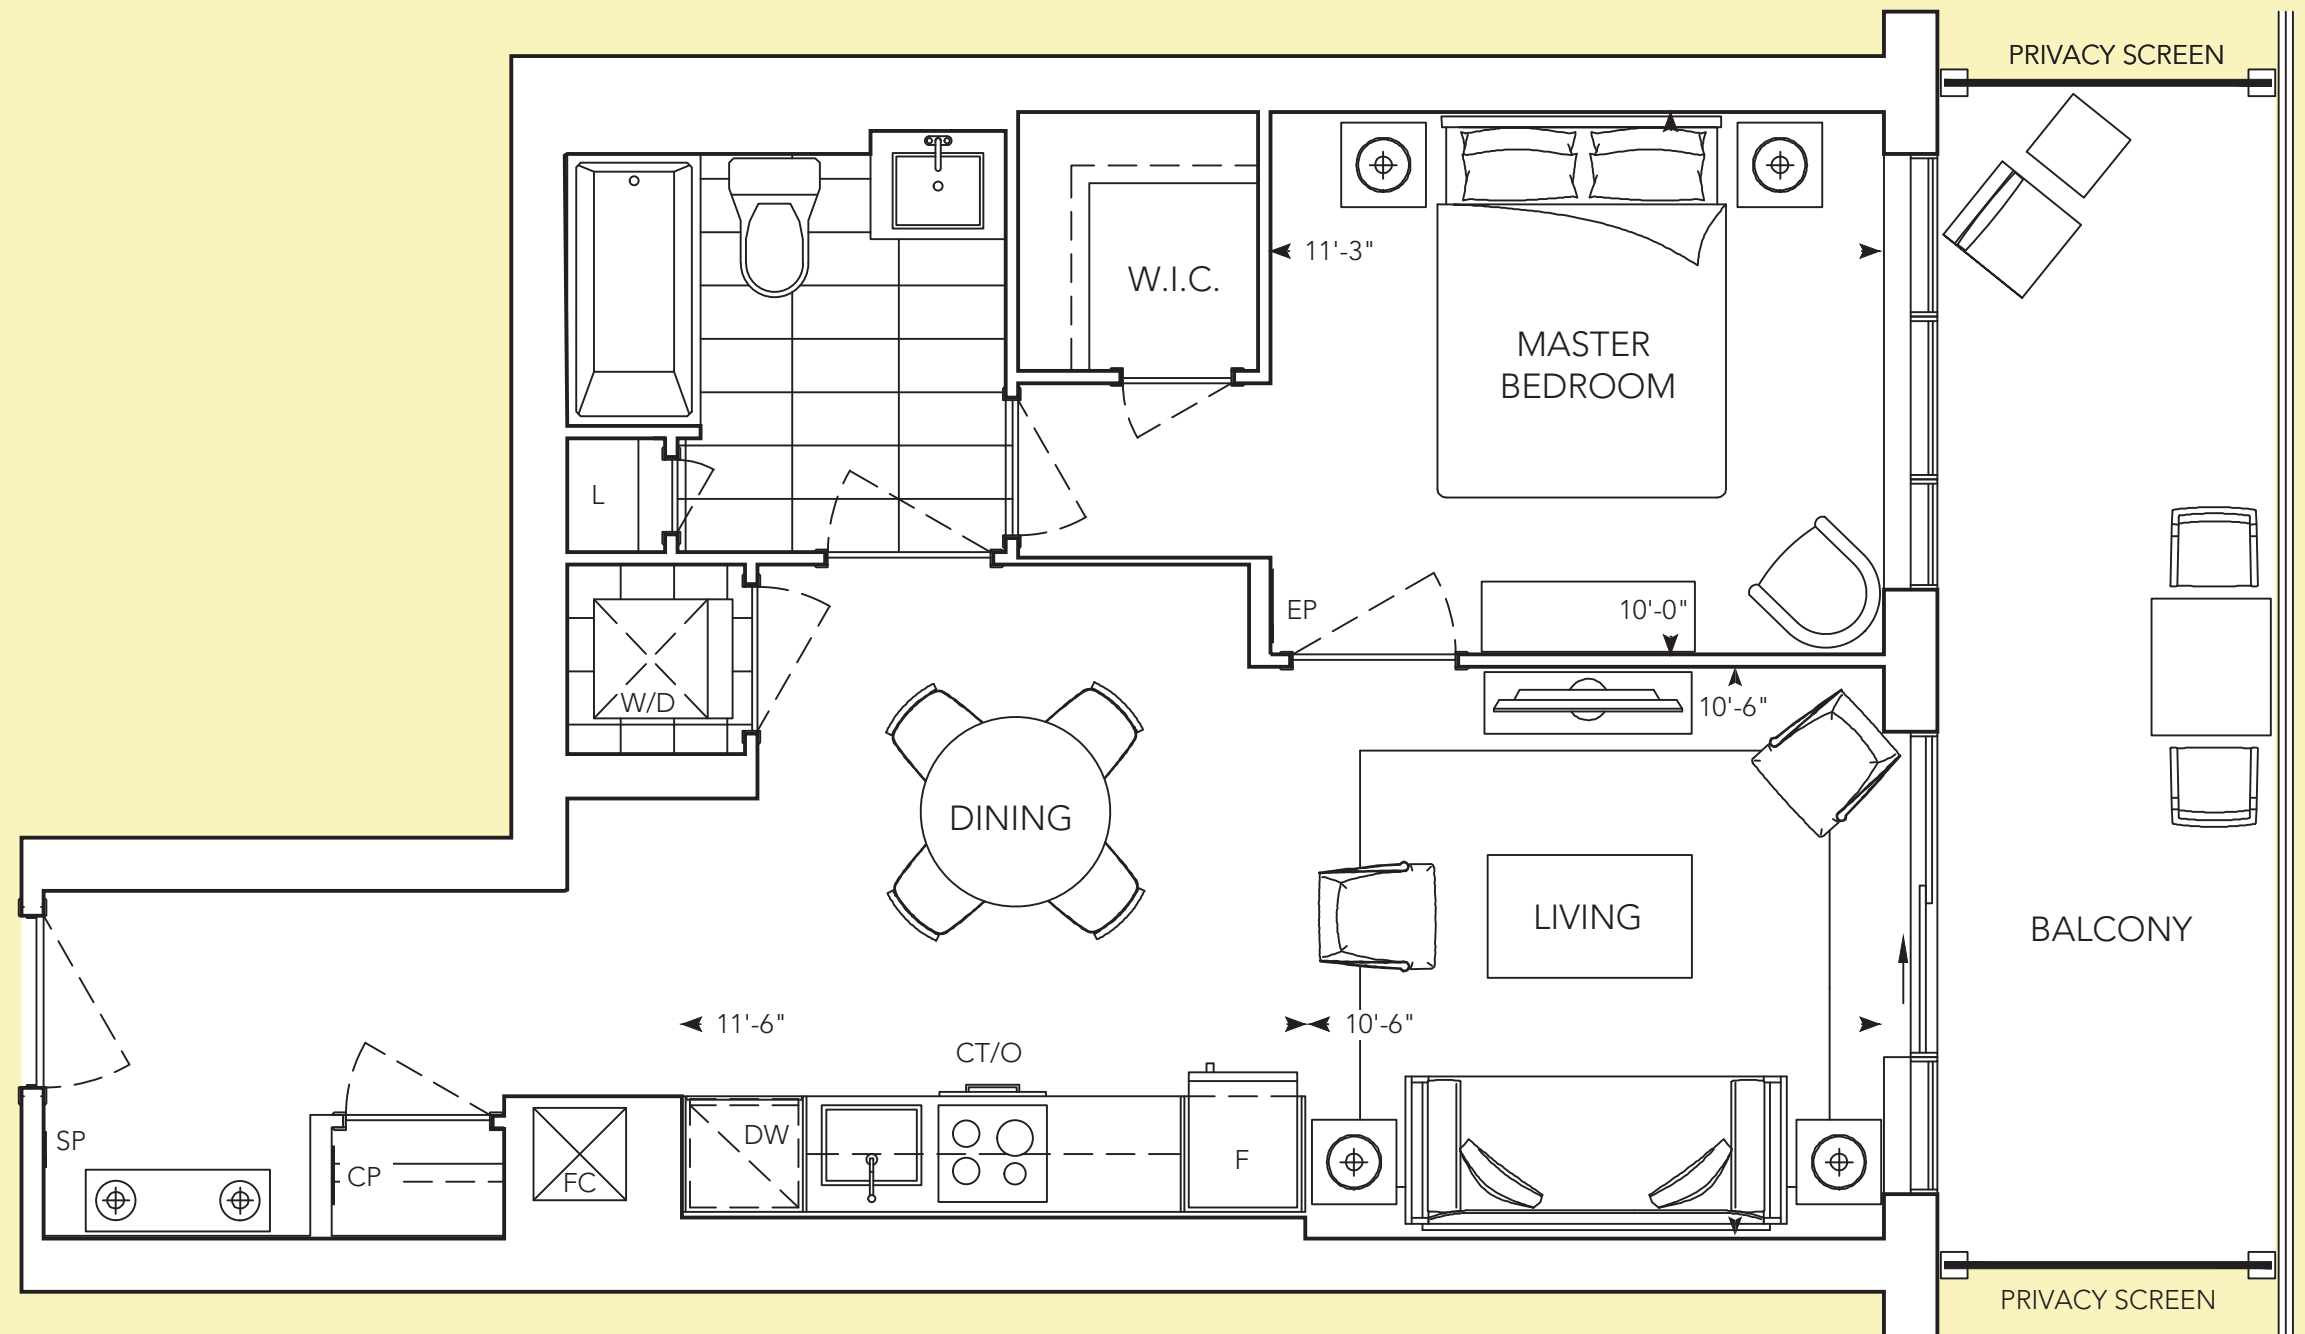 PRIVACY SCREEN
11'-3"
W.I.C.
MASTER
BEDROOM
L
EP
10'-0"
W/D
10'-6"
DINING
LIVING
BALCONY
11'-6"
10'-6"
CT/O
SP
DW
CP
FC
F
PRIVACY SCREEN